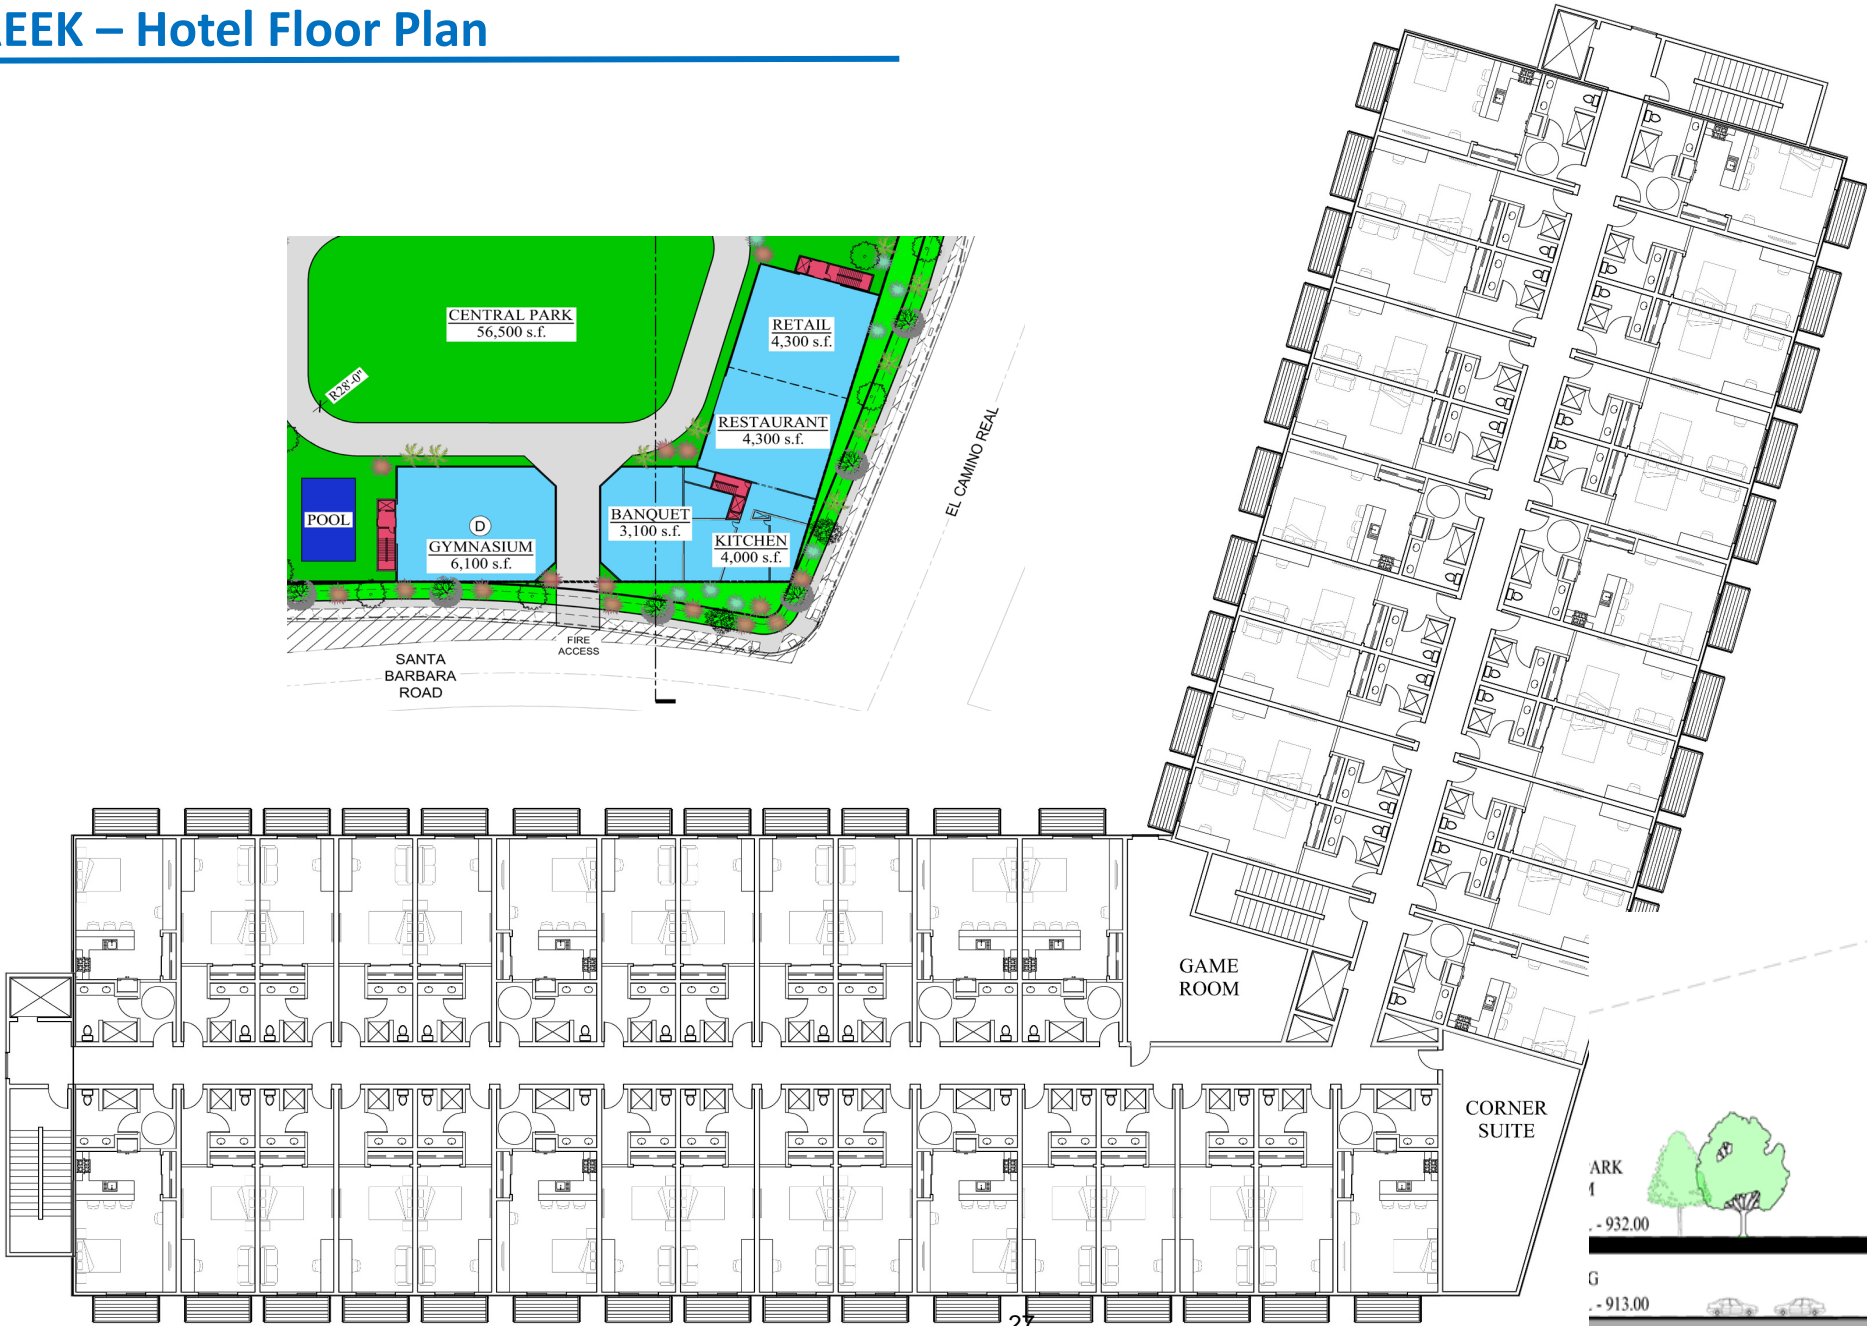 EEK – Hotel Floor Plan
CENTRAL PARK
56,500 s.f.
R28'-0"
RETAIL
4,300 s.f.
RESTAURANT
4,300 s.f.
EL CAMINO REAL
POOL
D
GYMNASIUM
6,100 s.f.
BANQUET
3,100 s.f.
KITCHEN
4,000 s.f.
FIRE
ACCESS
SANTA
BARBARA
ROAD
GAME
ROOM
CORNER
SUITE
ARK
- 932.00
G
- 913.00
27